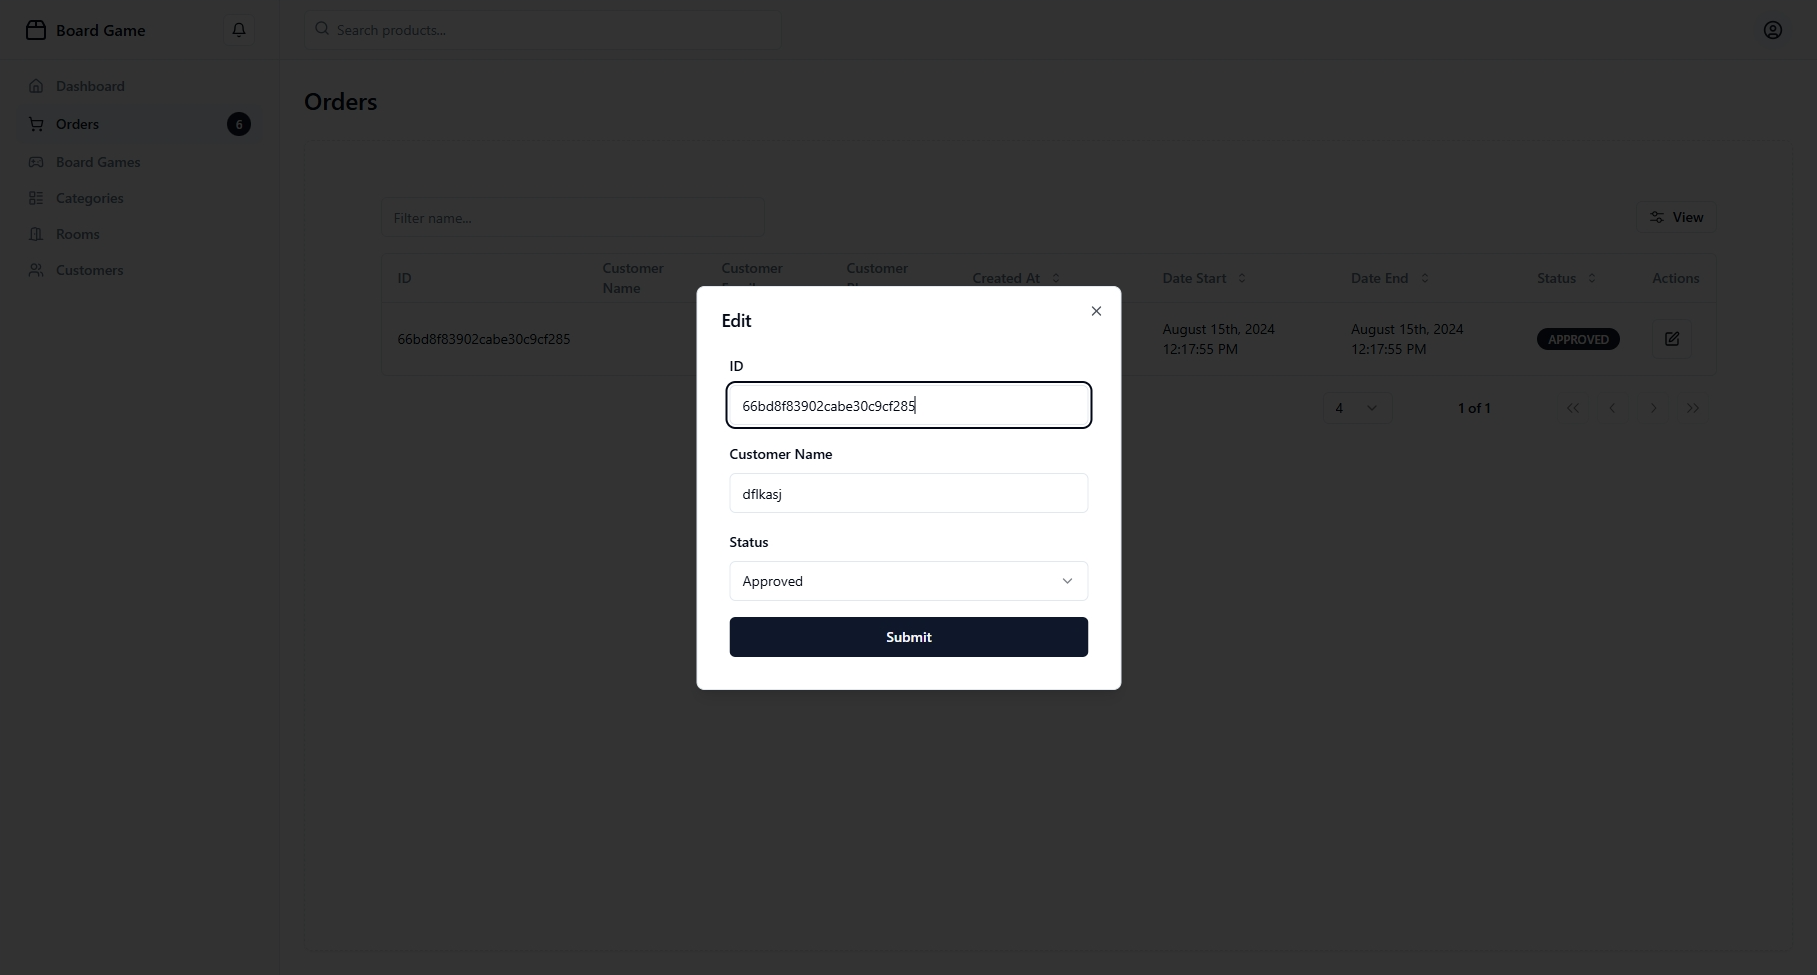 Board Game
Search products...
Dashboard
Orders
6
Board Games
Categories
Rooms
Customers
Orders
Filter name...
View
ID
Customer Name
Customer
Customer
Created At
Date Start
Date End
Status
Actions
66bd8f83902cabe30c9cf285
August 15th, 2024
12:17:55 PM
August 15th, 2024
12:17:55 PM
APPROVED
4
1 of 1
Edit
ID
66bd8f83902cabe30c9cf285
Customer Name
dflkasj
Status
Approved
Submit